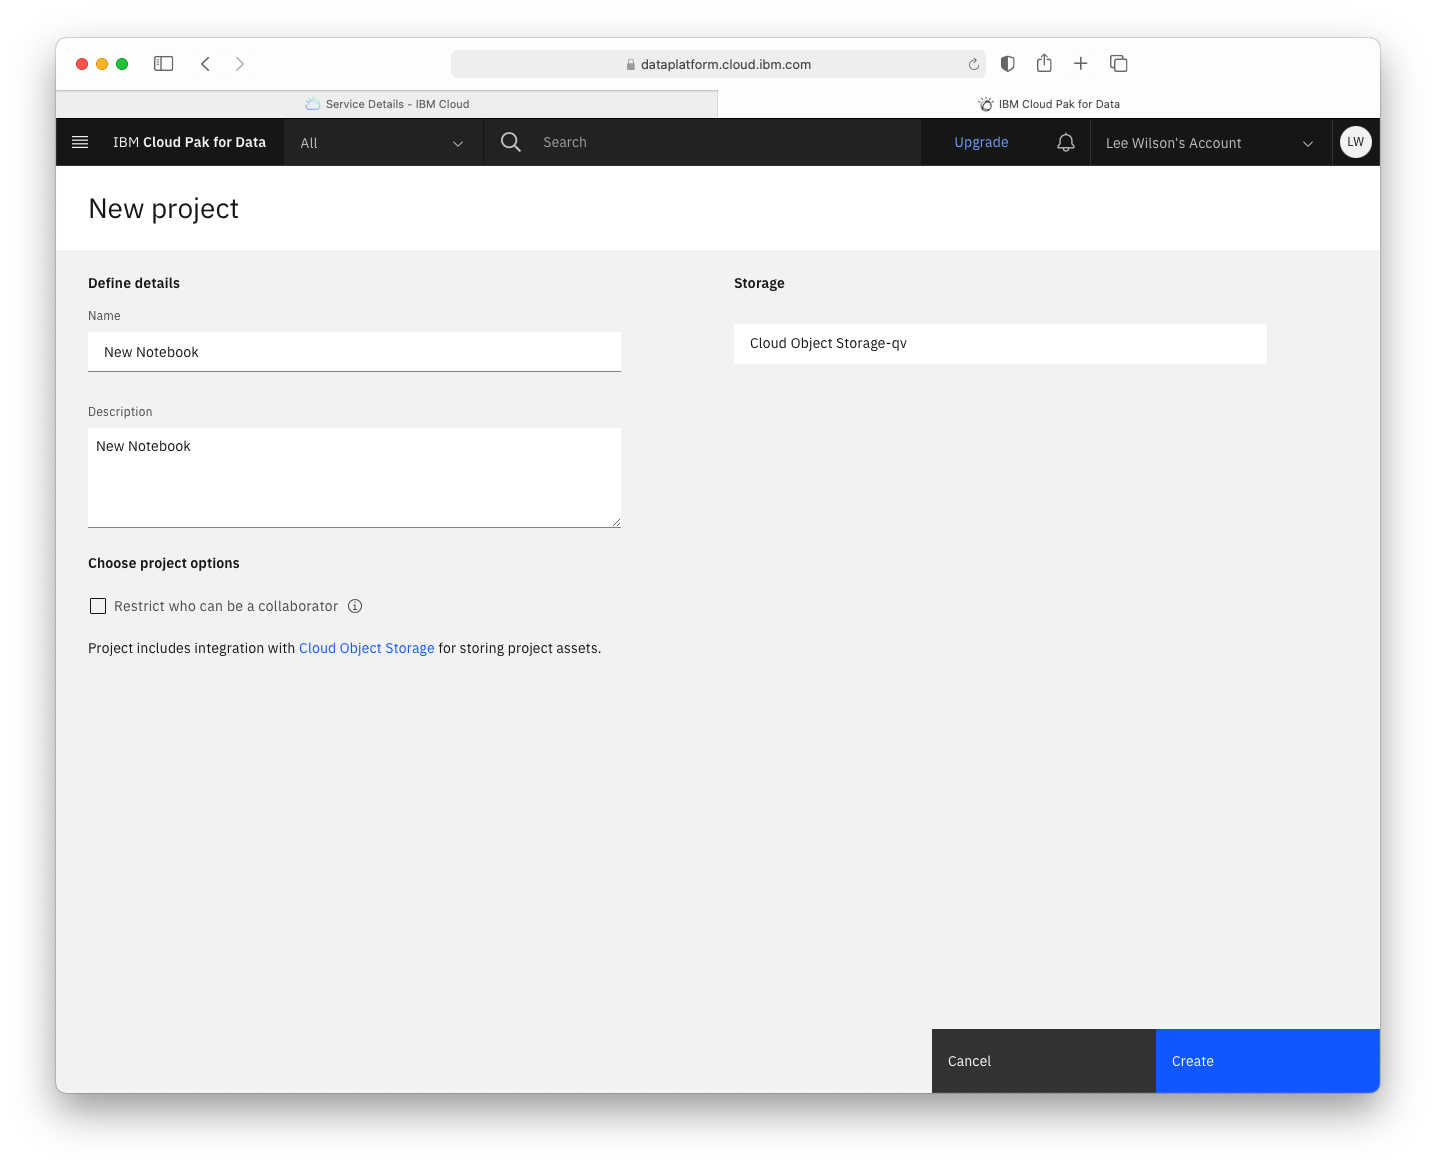 dataplatform.cloud.ibm.com
Service Details - IBM Cloud
IBM Cloud Pak for Data
IBM Cloud Pak for Data
All
Search
Upgrade
Lee Wilson's Account
LW
New project
Define details
Name
New Notebook
Description
New Notebook
Choose project options
Restrict who can be a collaborator
Project includes integration with Cloud Object Storage for storing project assets.
Storage
Cloud Object Storage-qv
Cancel
Create